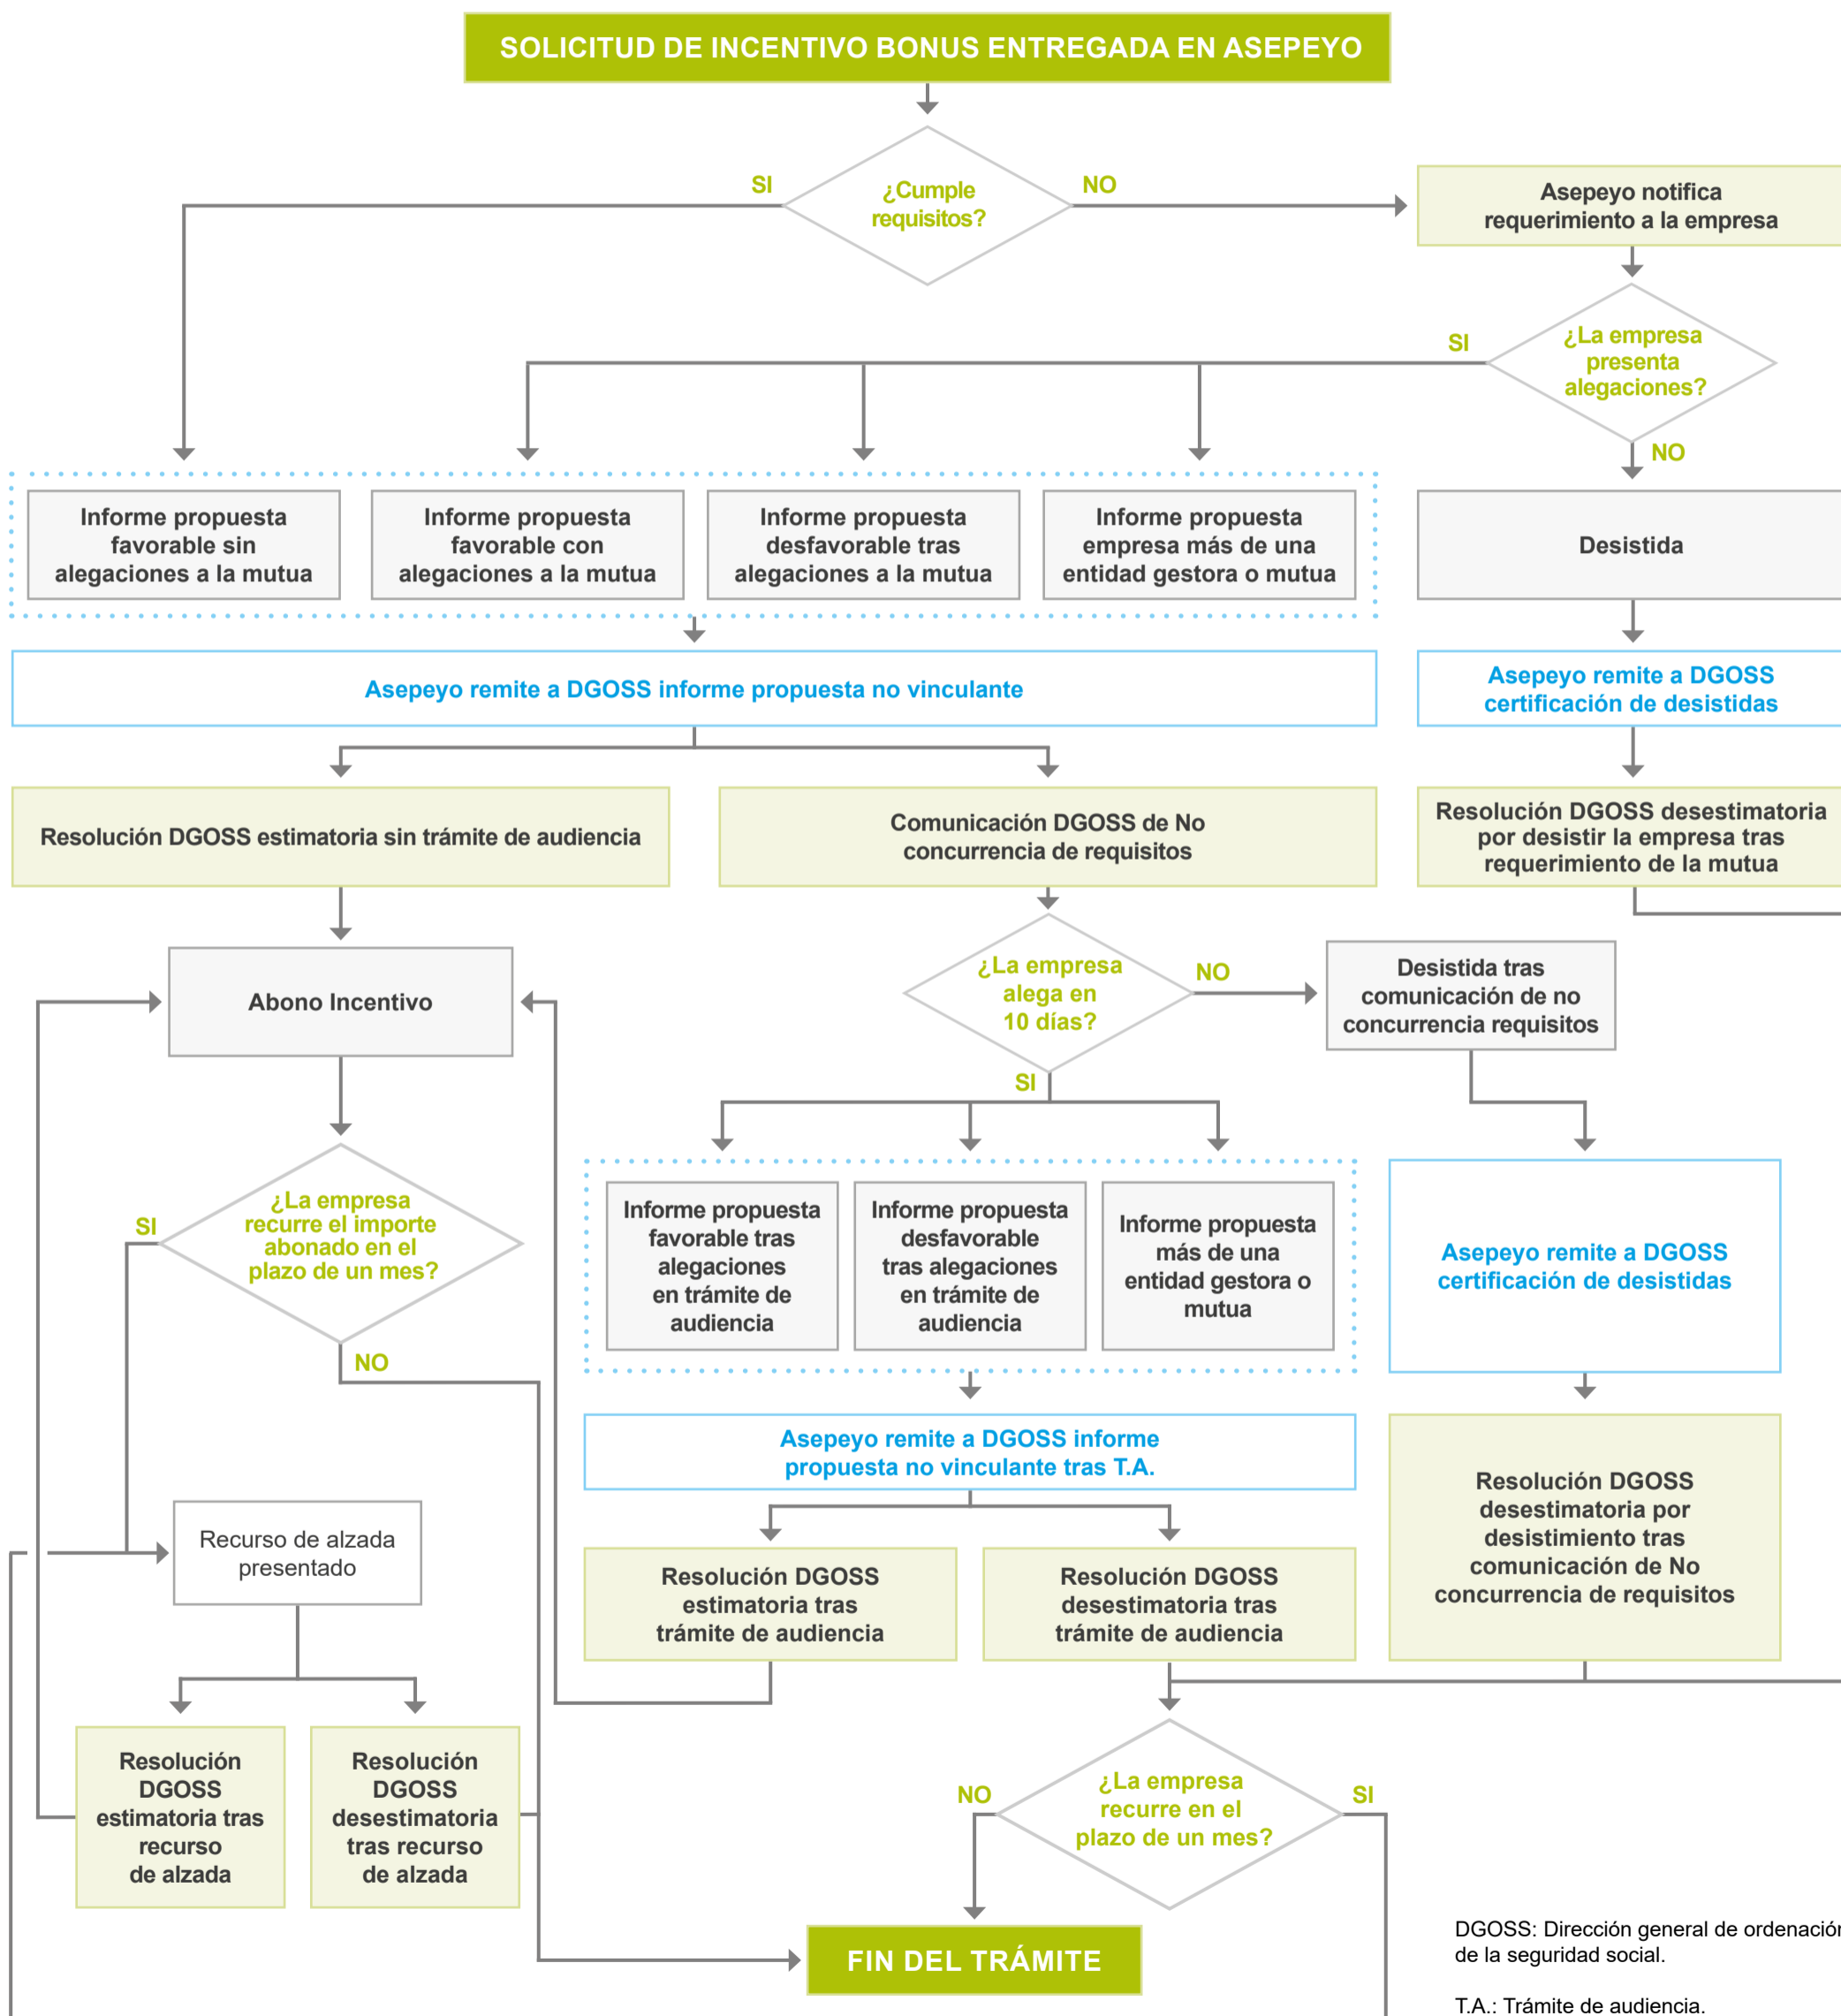 SOLICITUD DE INCENTIVO BONUS ENTREGADA EN ASEPEYO
¿Cumple
requisitos?
SI
NO
Asepeyo notifica
requerimiento a la empresa
¿La empresa
presenta
alegaciones?
SI
NO
Informe propuesta
favorable sin
alegaciones a la mutua
Informe propuesta
favorable con
alegaciones a la mutua
Informe propuesta
desfavorable tras
alegaciones a la mutua
Informe propuesta
empresa más de una
entidad gestora o mutua
Desistida
Asepeyo remite a DGOSS informe propuesta no vinculante
Asepeyo remite a DGOSS
certificación de desistidas
Resolución DGOSS estimatoria sin trámite de audiencia
Comunicación DGOSS de No
concurrencia de requisitos
Resolución DGOSS desestimatoria
por desistir la empresa tras
requerimiento de la mutua
Abono Incentivo
¿La empresa
alega en
10 días?
NO
SI
Desistida tras
comunicación de no
concurrencia requisitos
¿La empresa
recurre el importe
abonado en el
plazo de un mes?
SI
NO
Informe propuesta
favorable tras
alegaciones
en trámite de
audiencia
Informe propuesta
desfavorable
tras alegaciones
en trámite de
audiencia
Informe propuesta
más de una
entidad gestora o
mutua
Asepeyo remite a DGOSS
certificación de desistidas
Asepeyo remite a DGOSS informe
propuesta no vinculante tras T.A.
Recurso de alzada
presentado
Resolución DGOSS
estimatoria tras
trámite de audiencia
Resolución DGOSS
desestimatoria tras
trámite de audiencia
Resolución DGOSS
desestimatoria por
desistimiento tras
comunicación de No
concurrencia de requisitos
Resolución
DGOSS
estimatoria tras
recurso
de alzada
Resolución
DGOSS
desestimatoria
tras recurso
de alzada
¿La empresa
recurre en el
plazo de un mes?
NO
SI
FIN DEL TRÁMITE
DGOSS: Dirección general de ordenación
de la seguridad social.
T.A.: Trámite de audiencia.